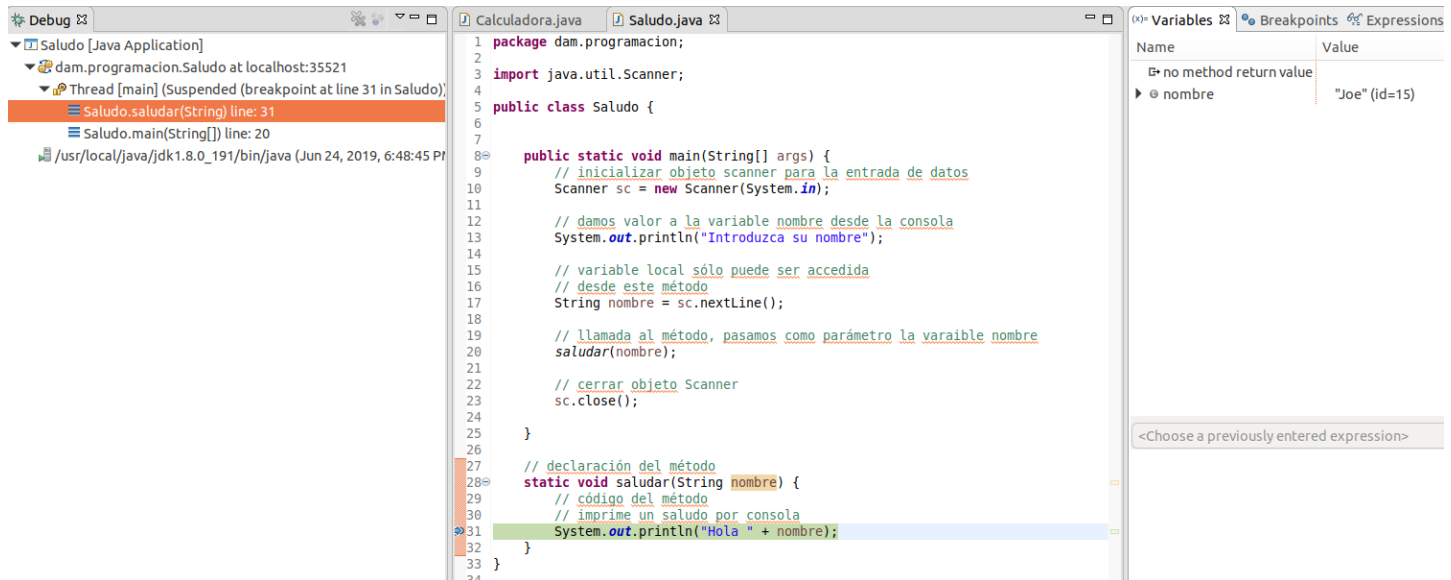 Debug
Saludo [Java Application]
dam.programacion.Saludo at localhost:35521
Thread [main] (Suspended (breakpoint at line 31 in Saludo))
Saludo.saludar(String) line: 31
Saludo.main(String[]) line: 20
/usr/local/java/jdk1.8.0_191/bin/java (Jun 24, 2019, 6:48:45 PM
Calculadora.java Saludo.java
1 package dam.programacion;
2
3 import java.util.Scanner;
4
5 public class Saludo {
6
7
8 public static void main(String[] args) {
9 // inicializar objeto scanner para la entrada de datos
10 Scanner sc = new Scanner(System.in);
11
12 // damos valor a la variable nombre desde la consola
13 System.out.println("Introduzca su nombre");
14
15 // variable local sólo puede ser accedida
16 // desde este método
17 String nombre = sc.nextLine();
18
19 // llamada al método, pasamos como parámetro la varaible nombre
20 saludar(nombre);
21
22 // cerrar objeto Scanner
23 sc.close();
24
25 }
26
27 // declaración del método
28 static void saludar(String nombre) {
29 // código del método
30 // imprime un saludo por consola
31 System.out.println("Hola " + nombre);
32 }
33 }
34
(x)= Variables Breakpoints Expressions
Name Value
no method return value
nombre "Joe" (id=15)
<Choose a previously entered expression>